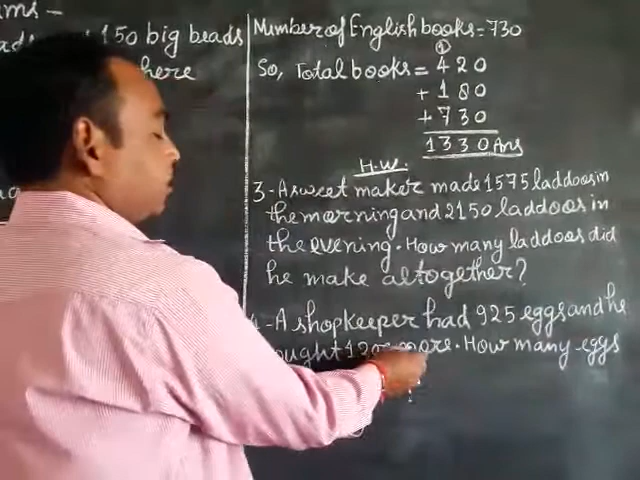 ms -
150 big beads
here
Number of English books = 730
So, Total books = 420
+ 180
+ 730
1330 Ans
H.W.
3 - A sweet maker made 1575 laddoos in
the morning and 2150 laddoos in
the evening. How many laddoos did
he make altogether?
- A shopkeeper had 925 eggs and he
more. How many eggs